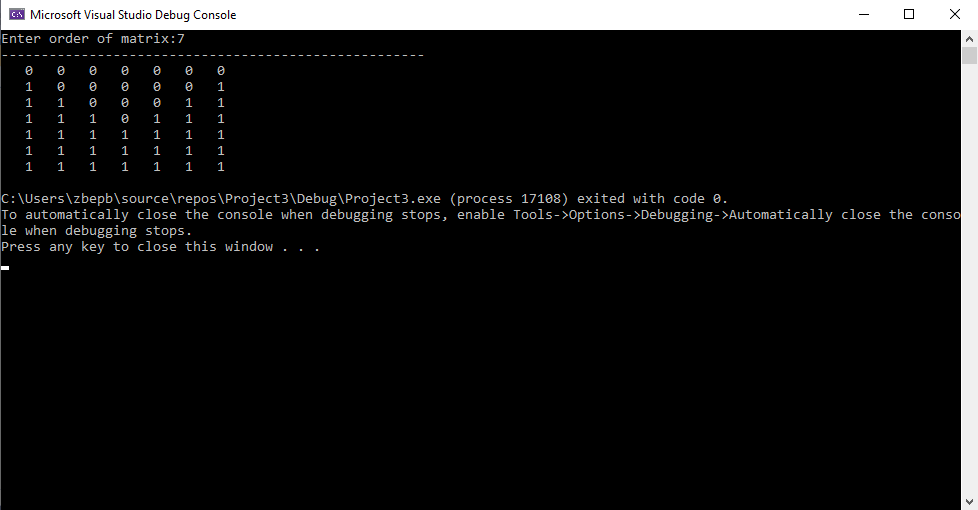 Microsoft Visual Studio Debug Console
Enter order of matrix:7
-----------------------------------------------------
0 0 0 0 0 0 0
1 0 0 0 0 0 1
1 1 0 0 0 1 1
1 1 1 0 1 1 1
1 1 1 1 1 1 1
1 1 1 1 1 1 1
1 1 1 1 1 1 1
C:\Users\zbepb\source\repos\Project3\Debug\Project3.exe (process 17108) exited with code 0.
To automatically close the console when debugging stops, enable Tools->Options->Debugging->Automatically close the conso
le when debugging stops.
Press any key to close this window . . .